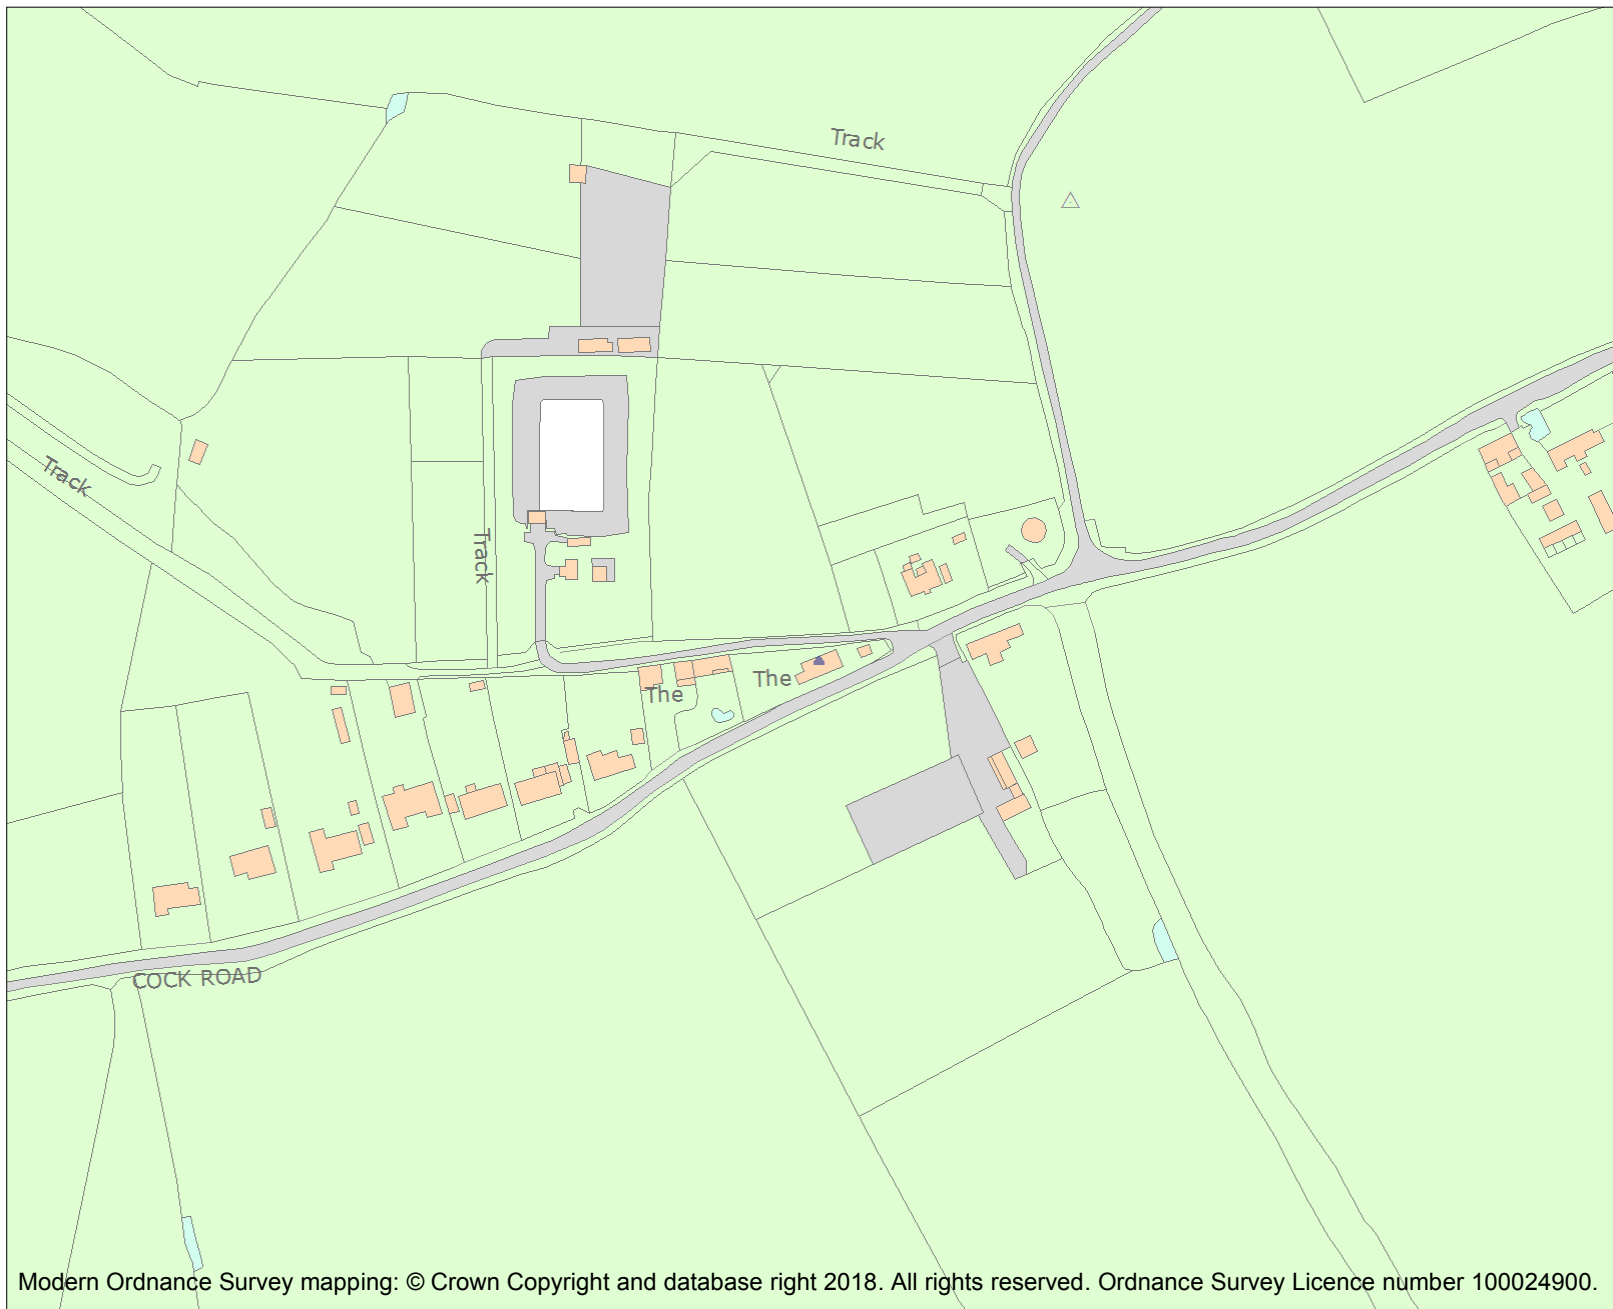 Track
Track
Track
The
The
COCK ROAD
Modern Ordnance Survey mapping: © Crown Copyright and database right 2018. All rights reserved. Ordnance Survey Licence number 100024900.